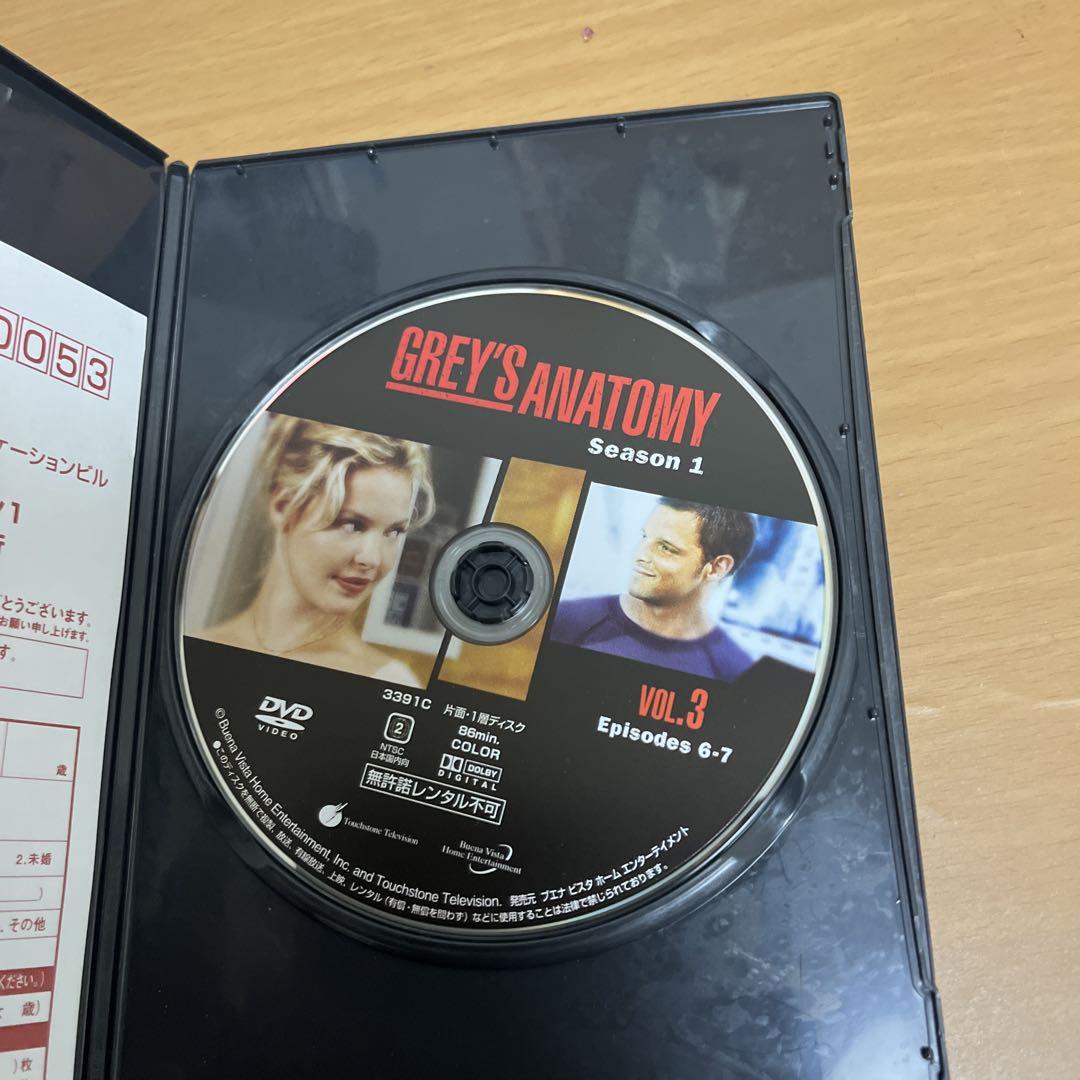 0053
ケーションビル
1
とうございます。
お願い申し上げます。
す。
歳
2.未婚
. その他
ください。)
歳)
)枚
GREY'S ANATOMY
Season 1
VOL.3
Episodes 6-7
DVD
VIDEO
3391C
片面・1層ディスク
2
86min.
COLOR
NTSC
日本国内向
DOLBY
DIGITAL
無許諾レンタル不可
Touchstone Television
Buena Vista
Home Entertainment
© Buena Vista Home Entertainment, Inc. and Touchstone Television. 発売元 ブエナ ビスタ ホーム エンターテイメント
●このディスクを無断で複製、放送、有線放送、上映、レンタル(有償・無償を問わず)などに使用することは法律で禁じられております。